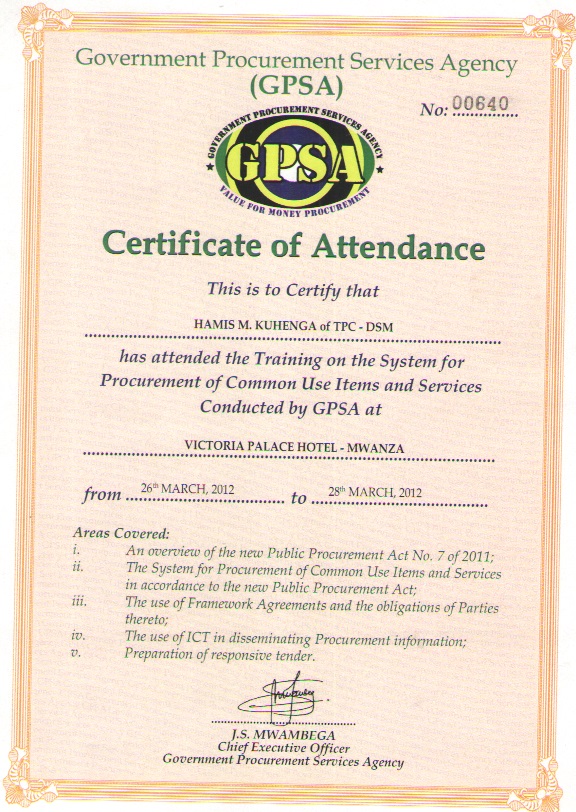 Government Procurement Services Agency
(GPSA)
No: 00640
GOVERNMENT PROCUREMENT SERVICES AGENCY
GPSA
VALUE FOR MONEY PROCUREMENT
Certificate of Attendance
This is to Certify that
HAMIS M. KUHENGA of TPC - DSM
has attended the Training on the System for
Procurement of Common Use Items and Services
Conducted by GPSA at
VICTORIA PALACE HOTEL - MWANZA
from 26th MARCH, 2012 to 28th MARCH, 2012
Areas Covered:
i. An overview of the new Public Procurement Act No. 7 of 2011;
ii. The System for Procurement of Common Use Items and Services
in accordance to the new Public Procurement Act;
iii. The use of Framework Agreements and the obligations of Parties
thereto;
iv. The use of ICT in disseminating Procurement information;
v. Preparation of responsive tender.
J.S. MWAMBEGA
Chief Executive Officer
Government Procurement Services Agency